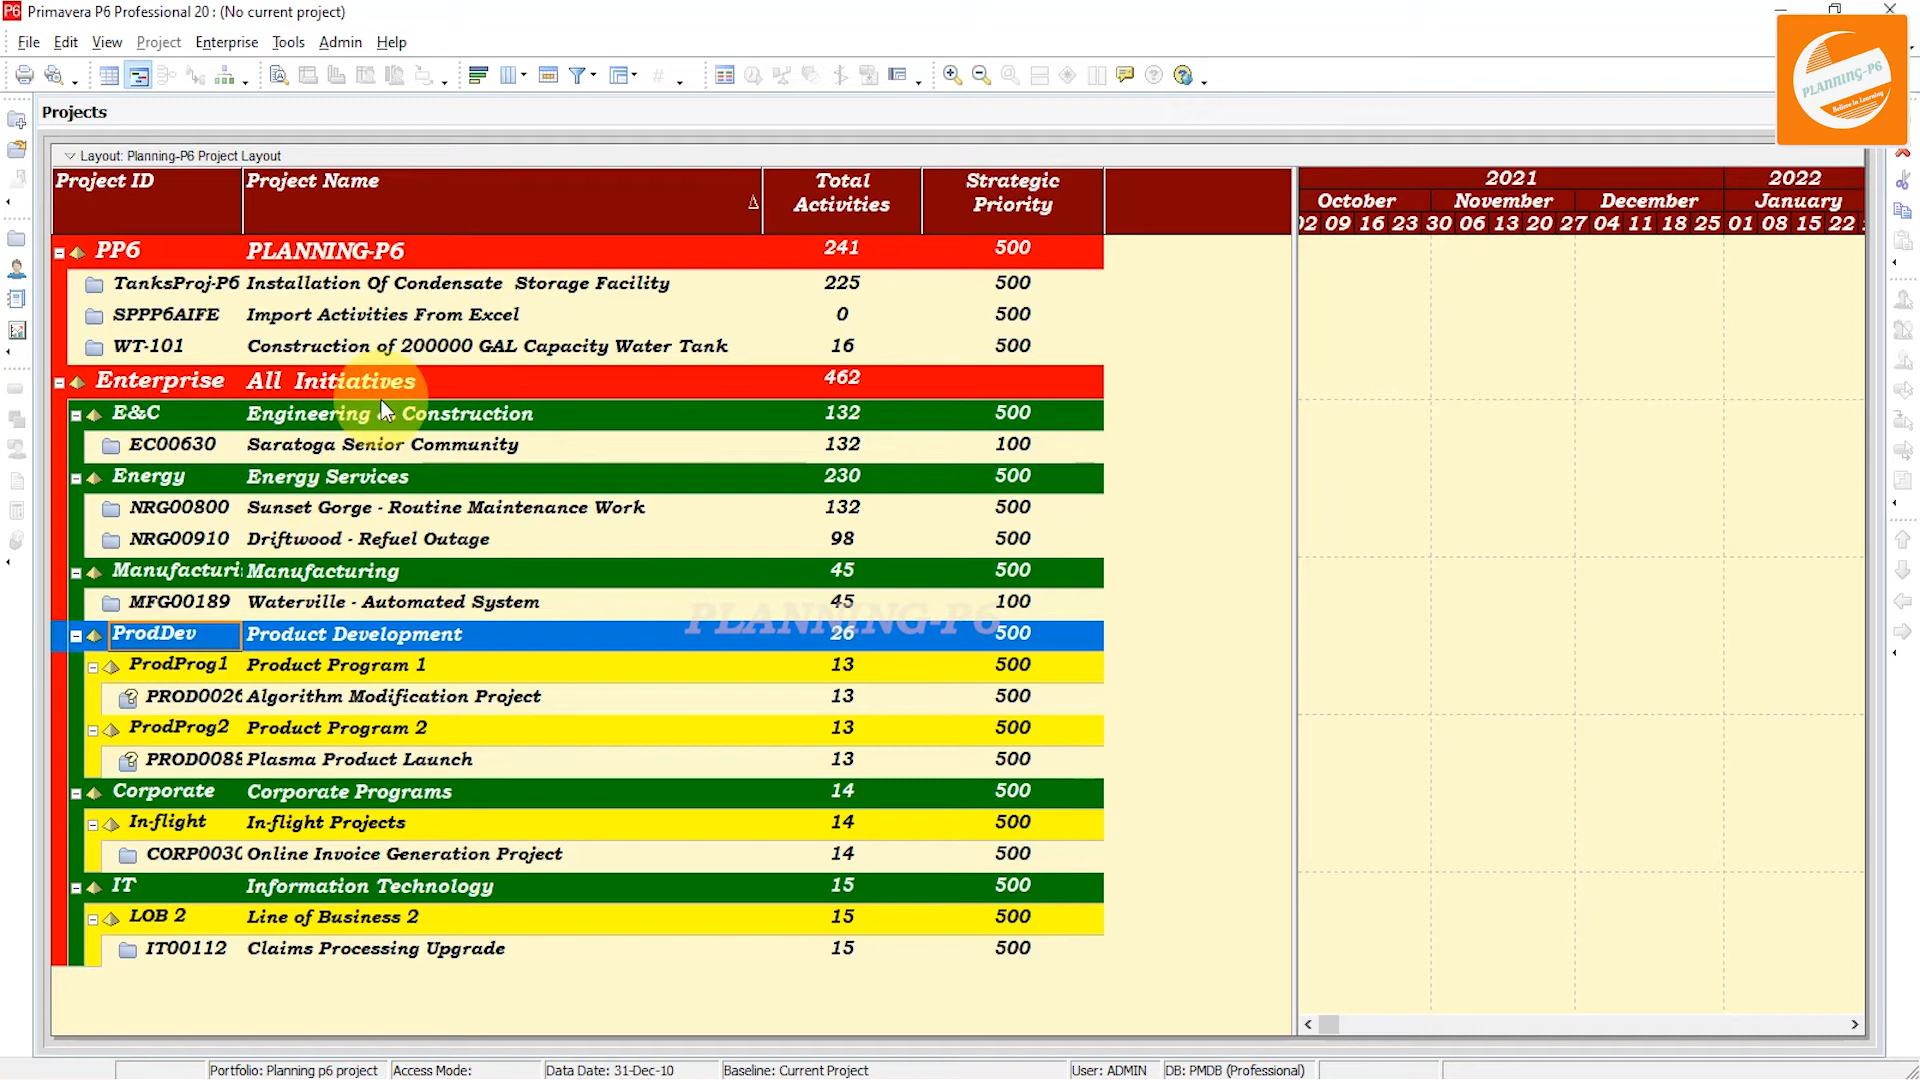 P6 Primavera P6 Professional 20 : (No current project)
File Edit View Project Enterprise Tools Admin Help
PLANNING-P6
Believe In Learning
Projects
Layout: Planning-P6 Project Layout
Project ID Project Name Total Activities Strategic Priority
2021 2022
October November December January
02 09 16 23 30 06 13 20 27 04 11 18 25 01 08 15 22
PP6 PLANNING-P6 241 500
TanksProj-P6 Installation Of Condensate Storage Facility 225 500
SPPP6AIFE Import Activities From Excel 0 500
WT-101 Construction of 200000 GAL Capacity Water Tank 16 500
Enterprise All Initiatives 462
E&C Engineering Construction 132 500
EC00630 Saratoga Senior Community 132 100
Energy Energy Services 230 500
NRG00800 Sunset Gorge - Routine Maintenance Work 132 500
NRG00910 Driftwood - Refuel Outage 98 500
Manufacturi Manufacturing 45 500
MFG00189 Waterville - Automated System 45 100
PLANNING-P6
ProdDev Product Development 26 500
ProdProg1 Product Program 1 13 500
PROD0026 Algorithm Modification Project 13 500
ProdProg2 Product Program 2 13 500
PROD0088 Plasma Product Launch 13 500
Corporate Corporate Programs 14 500
In-flight In-flight Projects 14 500
CORP0030 Online Invoice Generation Project 14 500
IT Information Technology 15 500
LOB 2 Line of Business 2 15 500
IT00112 Claims Processing Upgrade 15 500
Portfolio: Planning p6 project Access Mode: Data Date: 31-Dec-10 Baseline: Current Project User: ADMIN DB: PMDB (Professional)